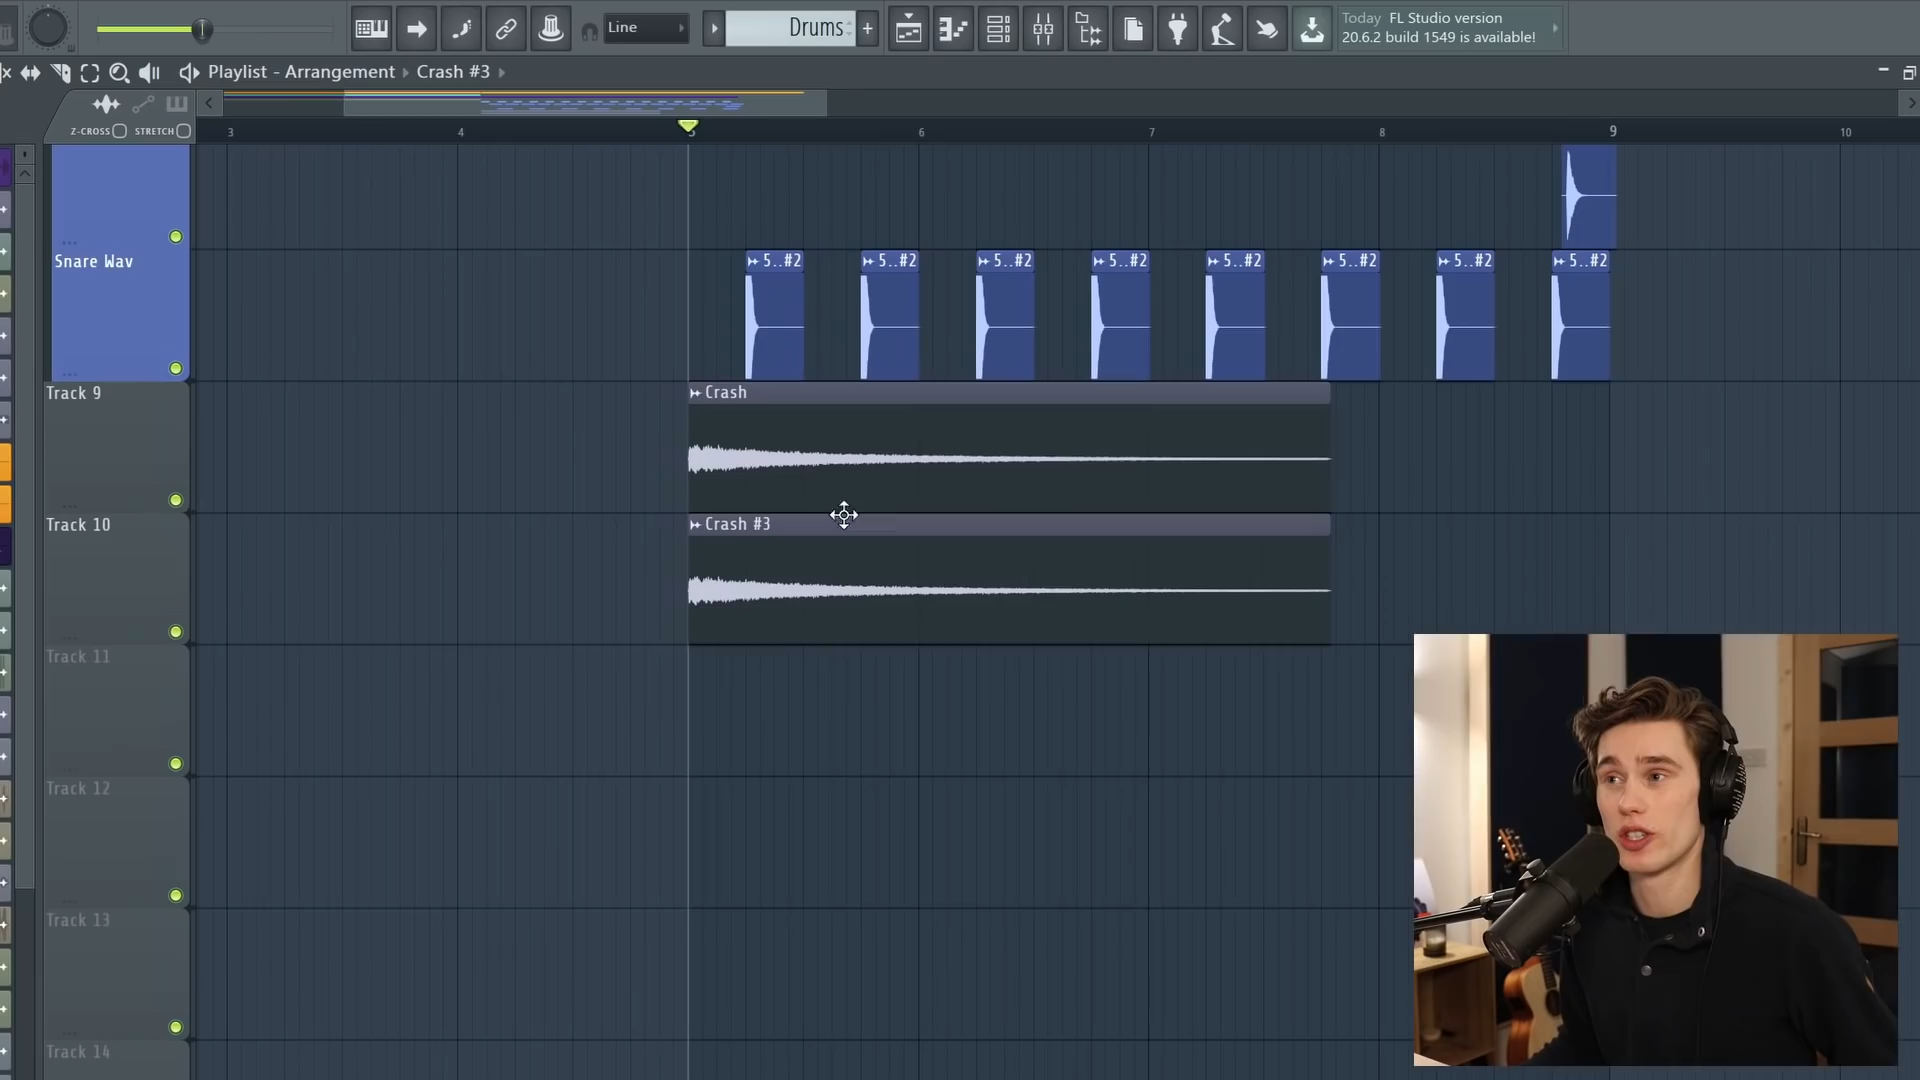 Line
Drums
Today FL Studio version
20.6.2 build 1549 is available!
Playlist - Arrangement Crash #3
Z-CROSS STRETCH
3 4 5 6 7 8 9 10
Snare Wav
5..#2 5..#2 5..#2 5..#2 5..#2 5..#2 5..#2 5..#2
Track 9
Crash
Track 10
Crash #3
Track 11
Track 12
Track 13
Track 14